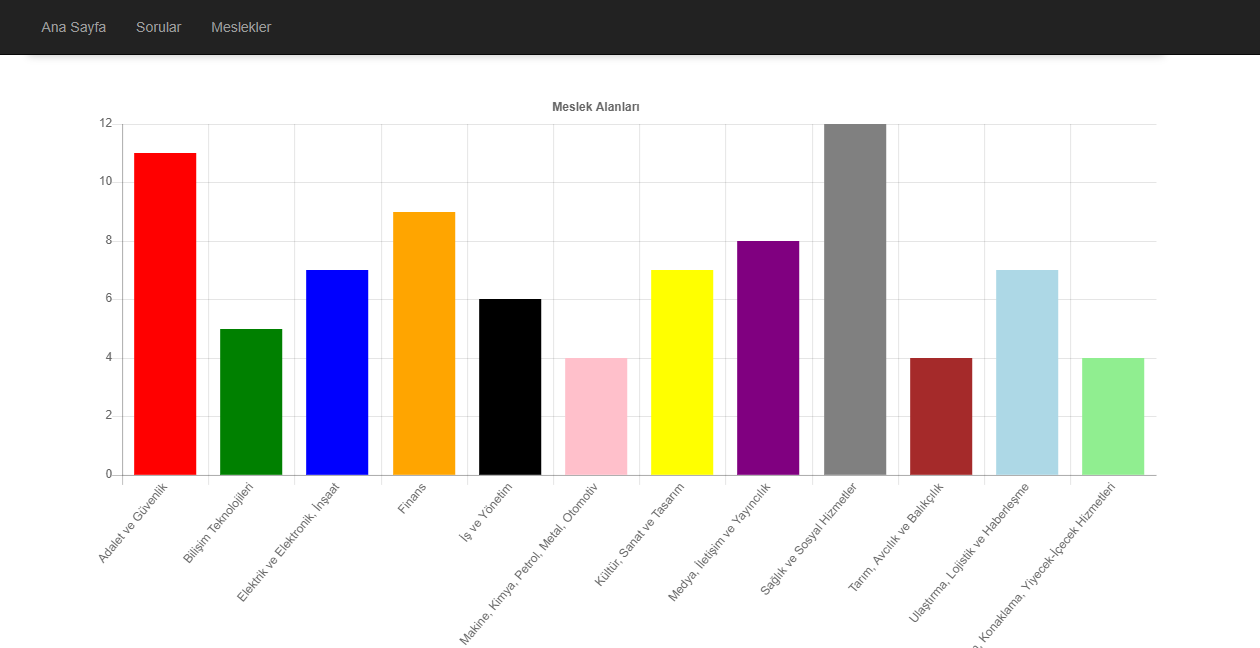 Ana Sayfa Sorular Meslekler
Meslek Alanları
12
10
8
6
4
2
0
Adalet ve Güvenlik
Bilişim Teknolojileri
Elektrik ve Elektronik, İnşaat
Finans
İş ve Yönetim
Makine, Kimya, Petrol, Metal, Otomotiv
Kültür, Sanat ve Tasarım
Medya, İletişim ve Yayıncılık
Sağlık ve Sosyal Hizmetler
Tarım, Avcılık ve Balıkçılık
Ulaştırma, Lojistik ve Haberleşme
, Konaklama, Yiyecek-İçecek Hizmetleri